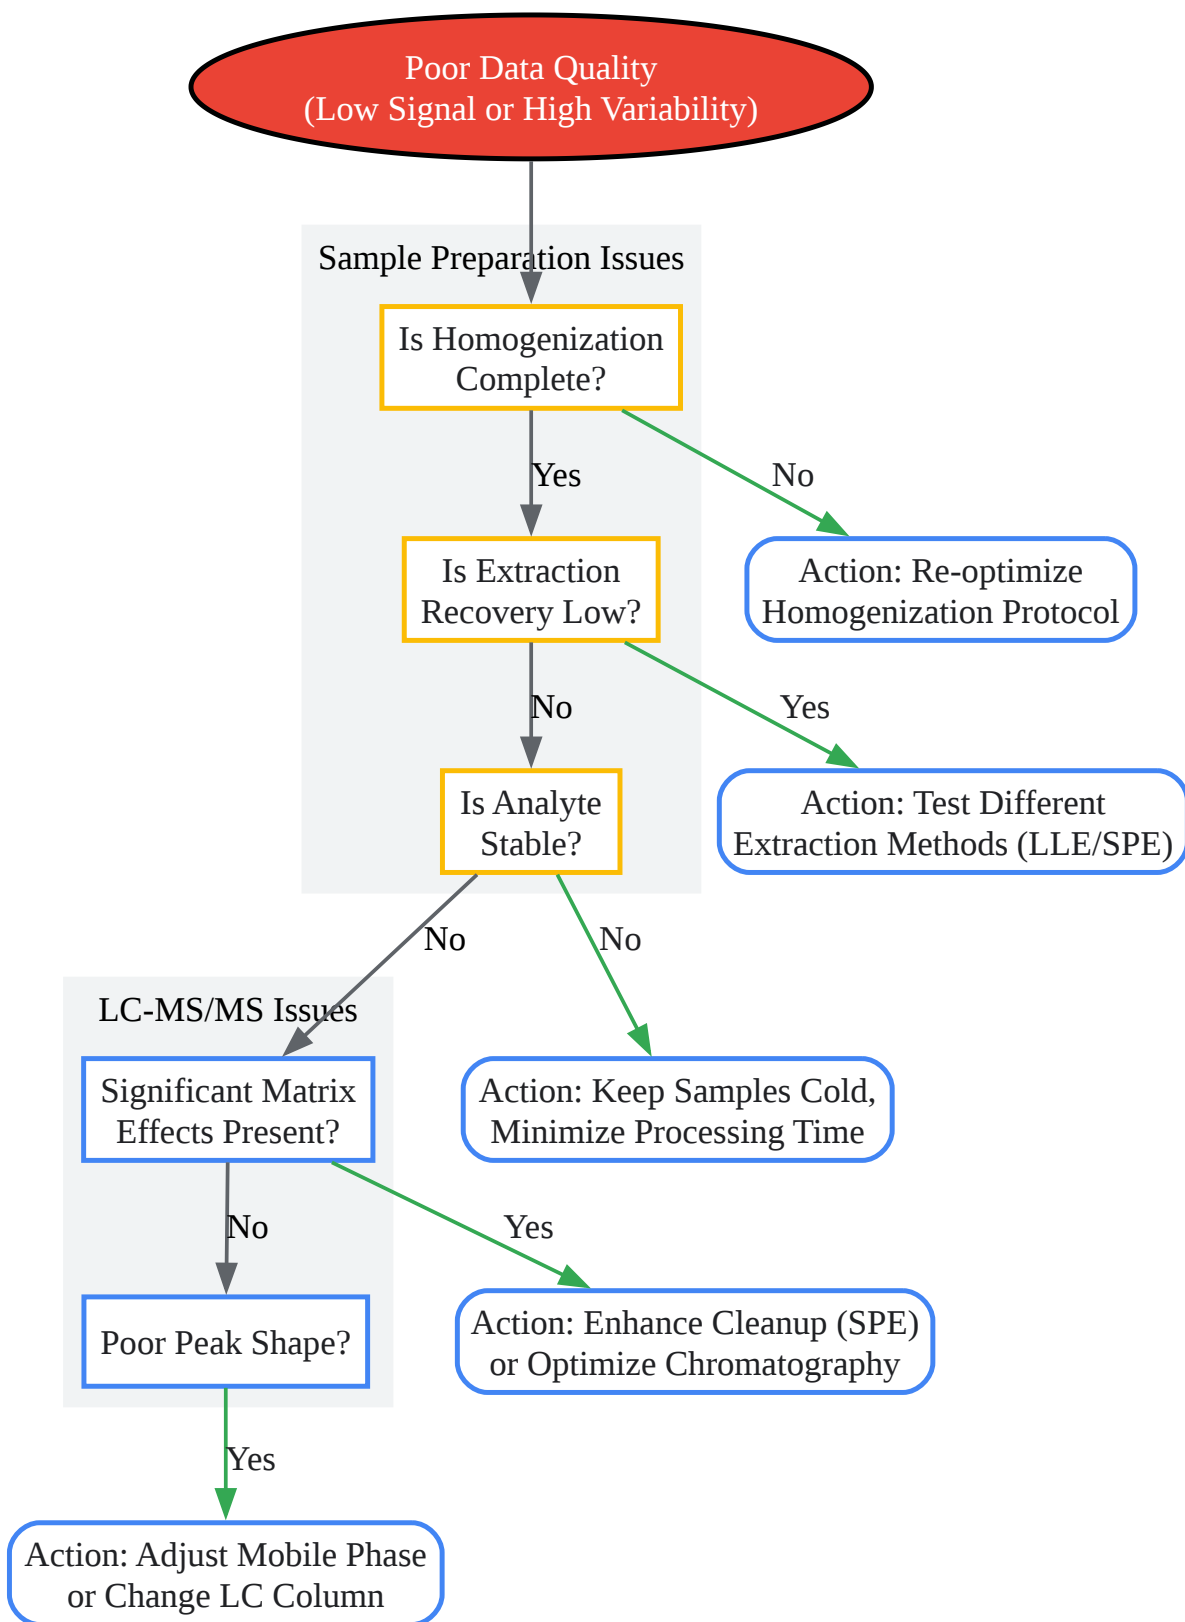 Poor Data Quality
(Low Signal or High Variability)
Sample Preparation Issues
Is Homogenization
Complete?
Yes
No
Is Extraction
Recovery Low?
Action: Re-optimize
Homogenization Protocol
No
Yes
Is Analyte
Stable?
Action: Test Different
Extraction Methods (LLE/SPE)
No
No
LC-MS/MS Issues
Significant Matrix
Effects Present?
Action: Keep Samples Cold,
Minimize Processing Time
No
Yes
Poor Peak Shape?
Action: Enhance Cleanup (SPE)
or Optimize Chromatography
Yes
Action: Adjust Mobile Phase
or Change LC Column